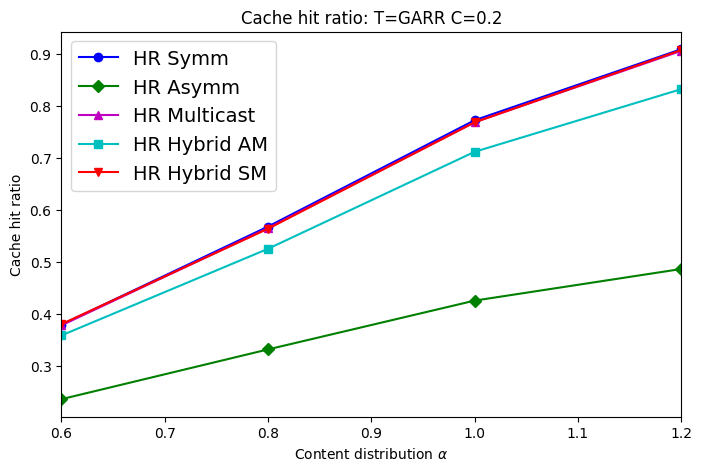 Cache hit ratio: T=GARR C=0.2
HR Symm
HR Asymm
HR Multicast
HR Hybrid AM
HR Hybrid SM
Cache hit ratio
0.9
0.8
0.7
0.6
0.5
0.4
0.3
0.6 0.7 0.8 0.9 1.0 1.1 1.2
Content distribution α